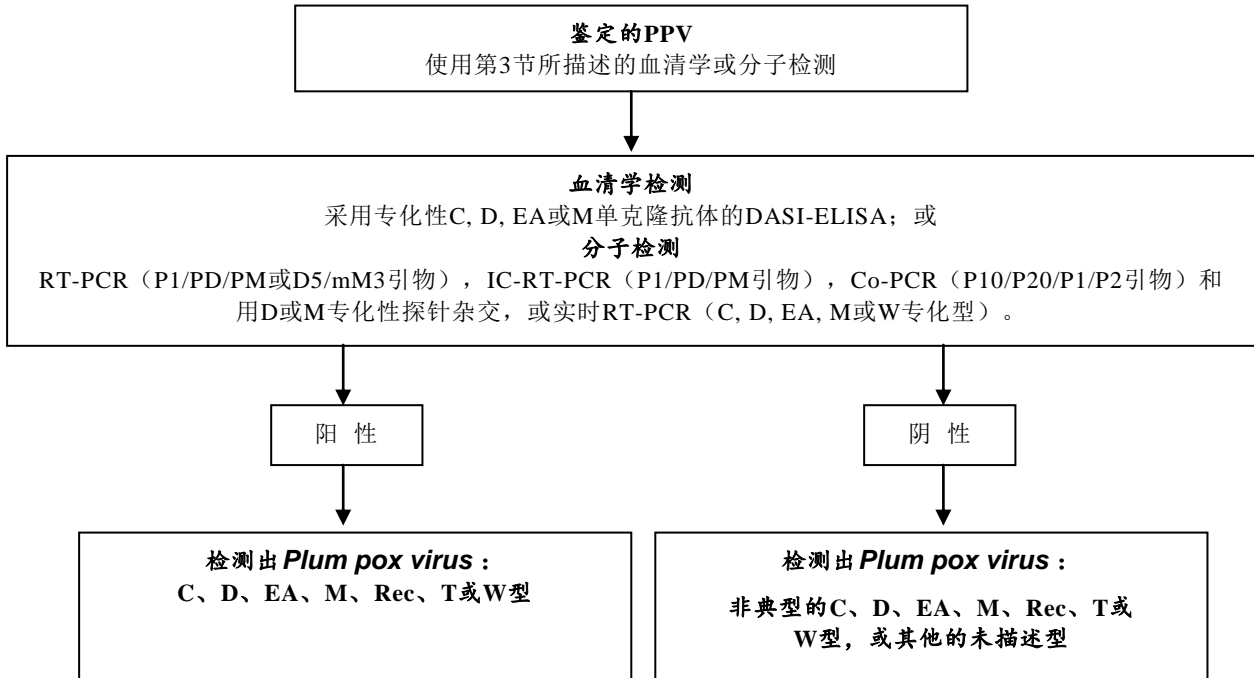 鉴定的PPV
使用第3节所描述的血清学或分子检测
血清学检测
采用专化性C, D, EA或M单克隆抗体的DASI-ELISA；或
分子检测
RT-PCR（P1/PD/PM或D5/mM3引物），IC-RT-PCR（P1/PD/PM引物），Co-PCR（P10/P20/P1/P2引物）和
用D或M专化性探针杂交，或实时RT-PCR（C, D, EA, M或W专化型）。
阳 性
阴 性
检测出Plum pox virus：
C、D、EA、M、Rec、T或W型
检测出Plum pox virus：
非典型的C、D、EA、M、Rec、T或
W型，或其他的未描述型